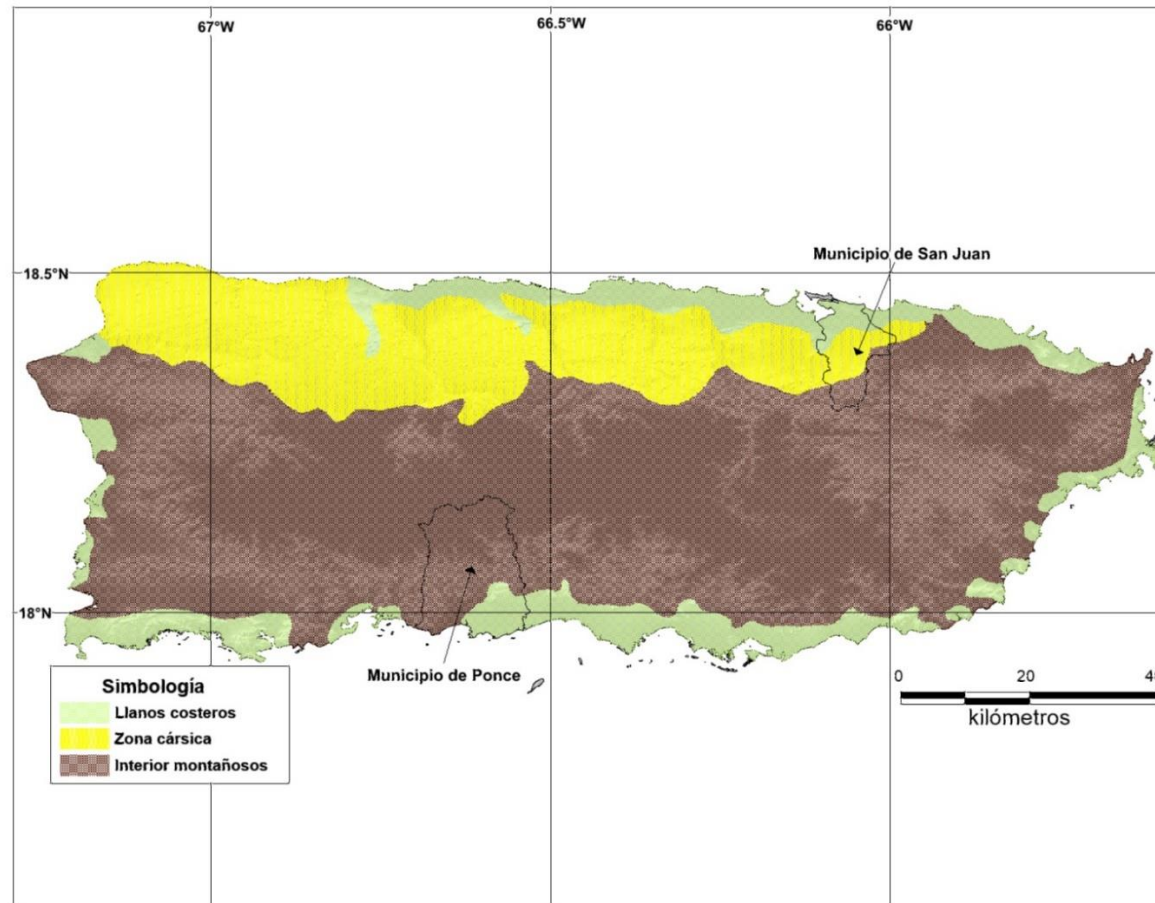 67°W
66.5°W
66°W
18.5°N
Municipio de San Juan
18°N
Municipio de Ponce
Simbología
Llanos costeros
Zona cársica
Interior montañosos
0 20 40
kilómetros